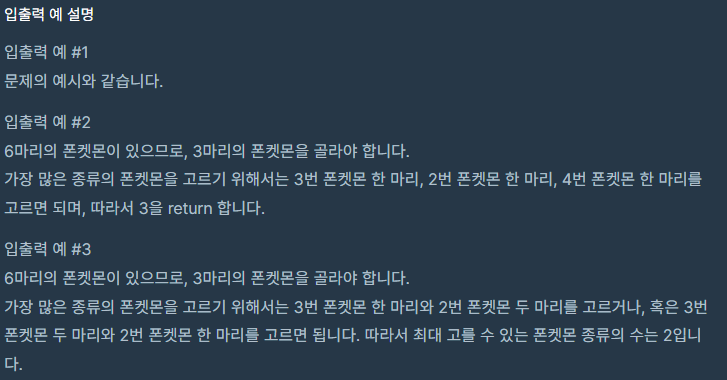 입출력 예 설명
입출력 예 #1
문제의 예시와 같습니다.
입출력 예 #2
6마리의 폰켓몬이 있으므로, 3마리의 폰켓몬을 골라야 합니다.
가장 많은 종류의 폰켓몬을 고르기 위해서는 3번 폰켓몬 한 마리, 2번 폰켓몬 한 마리, 4번 폰켓몬 한 마리를
고르면 되며, 따라서 3을 return 합니다.
입출력 예 #3
6마리의 폰켓몬이 있으므로, 3마리의 폰켓몬을 골라야 합니다.
가장 많은 종류의 폰켓몬을 고르기 위해서는 3번 폰켓몬 한 마리와 2번 폰켓몬 두 마리를 고르거나, 혹은 3번
폰켓몬 두 마리와 2번 폰켓몬 한 마리를 고르면 됩니다. 따라서 최대 고를 수 있는 폰켓몬 종류의 수는 2입니
다.